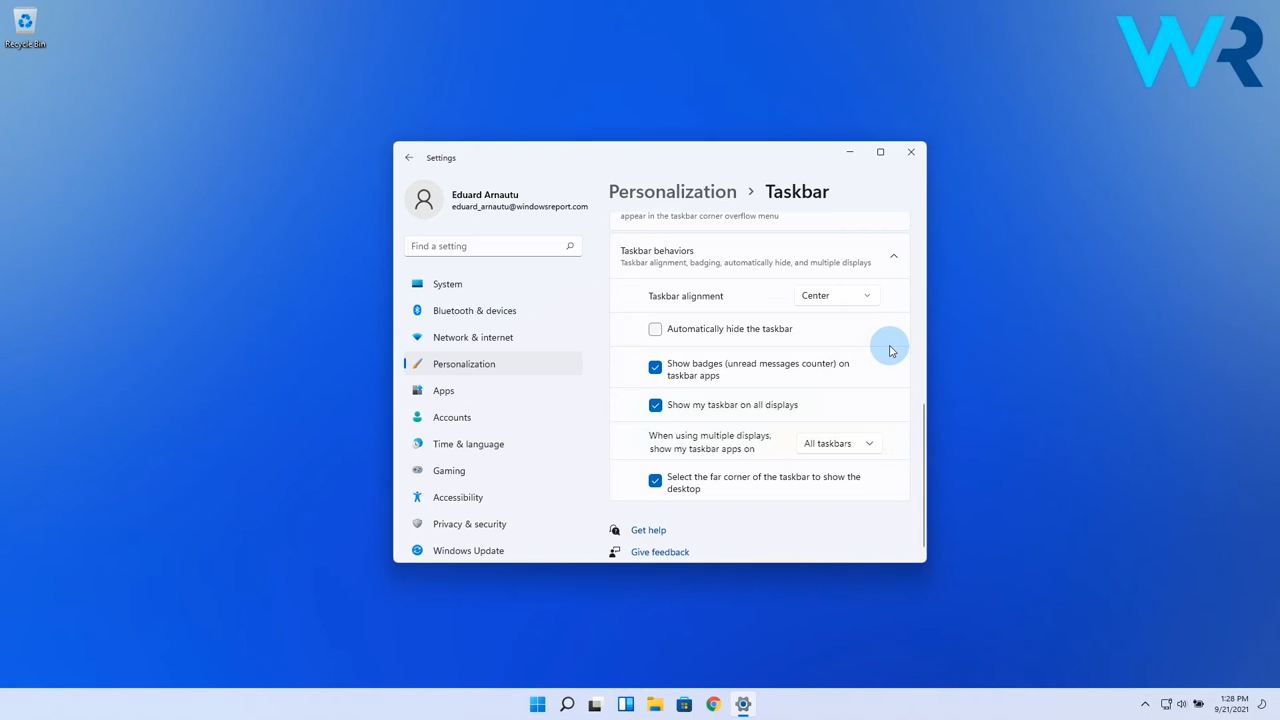 Recycle Bin
WR
Settings
Eduard Arnautu
eduard_arnautu@windowsreport.com
Find a setting
System
Bluetooth & devices
Network & internet
Personalization
Apps
Accounts
Time & language
Gaming
Accessibility
Privacy & security
Windows Update
Personalization > Taskbar
appear in the taskbar corner overflow menu
Taskbar behaviors
Taskbar alignment, badging, automatically hide, and multiple displays
Taskbar alignment
Center
Automatically hide the taskbar
Show badges (unread messages counter) on
taskbar apps
Show my taskbar on all displays
When using multiple displays,
show my taskbar apps on
All taskbars
Select the far corner of the taskbar to show the
desktop
Get help
Give feedback
1:28 PM
9/21/2021